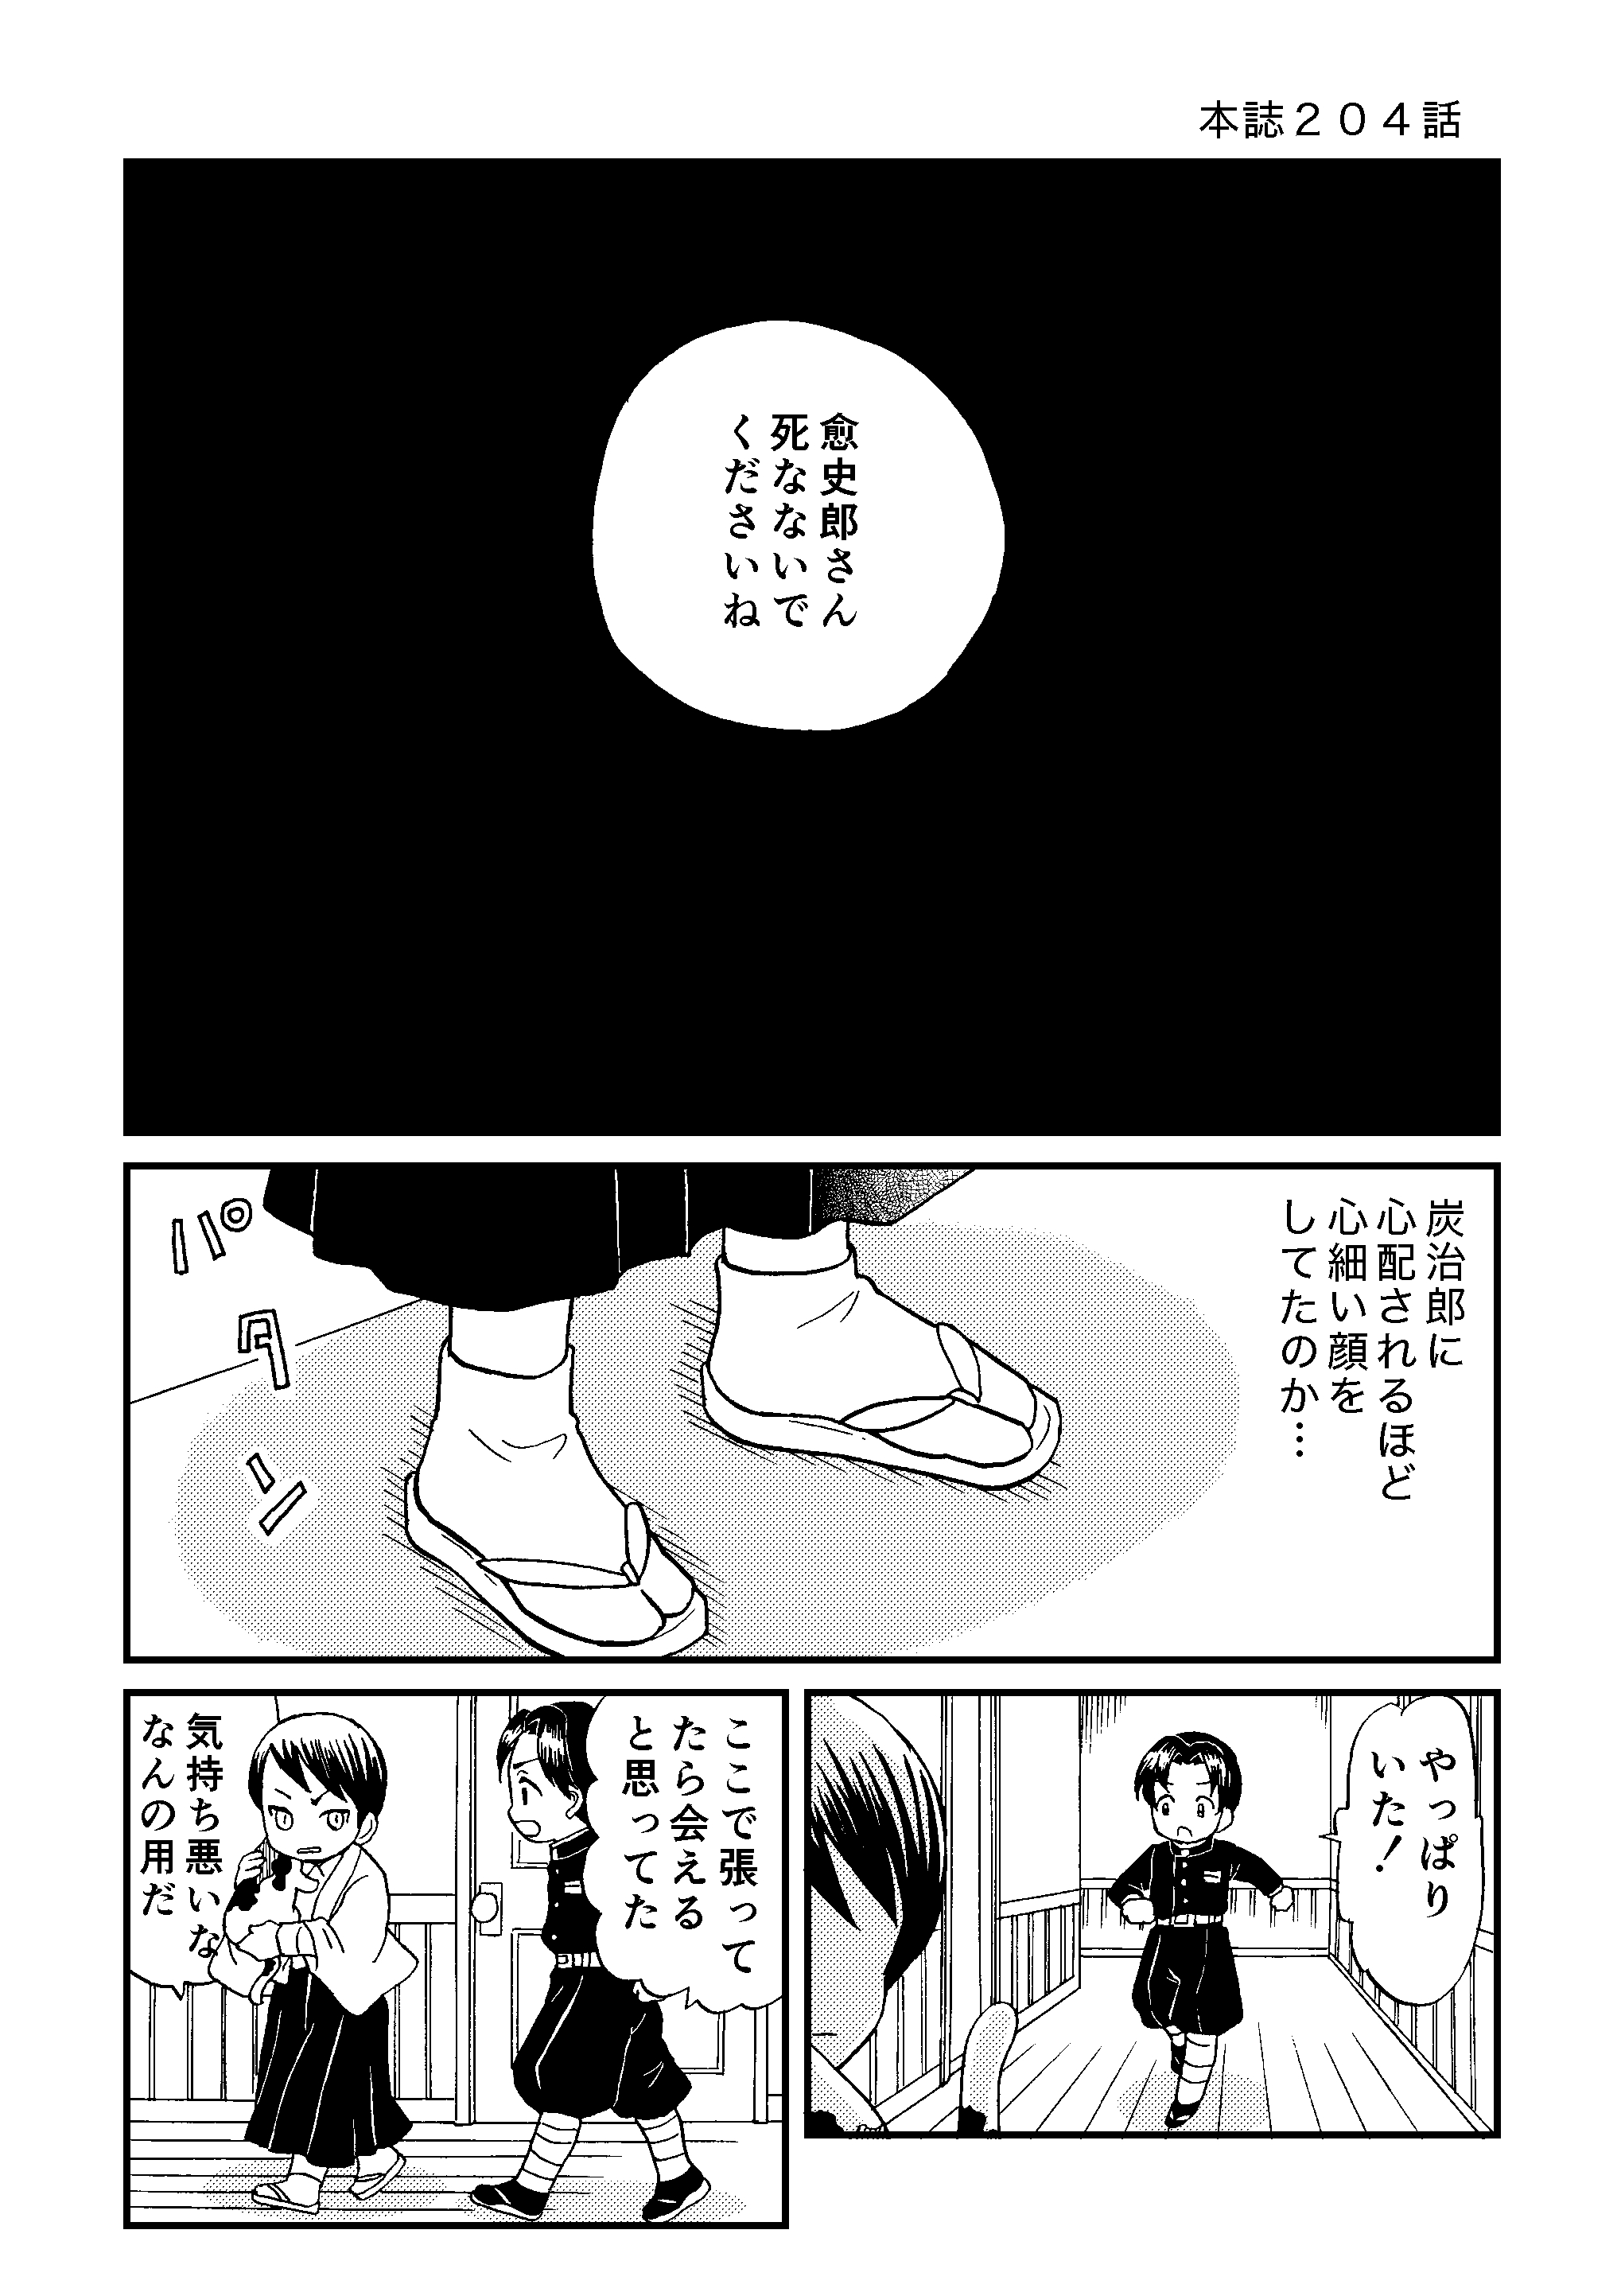 本誌２０４話
愈史郎さん
死なないで
くださいね
炭治郎に
心配されるほど
心細い顔を
してたのか…
パタン
やっぱり
いた！
ここで張って
たら会える
と思ってた
気持ち悪いな
なんの用だ